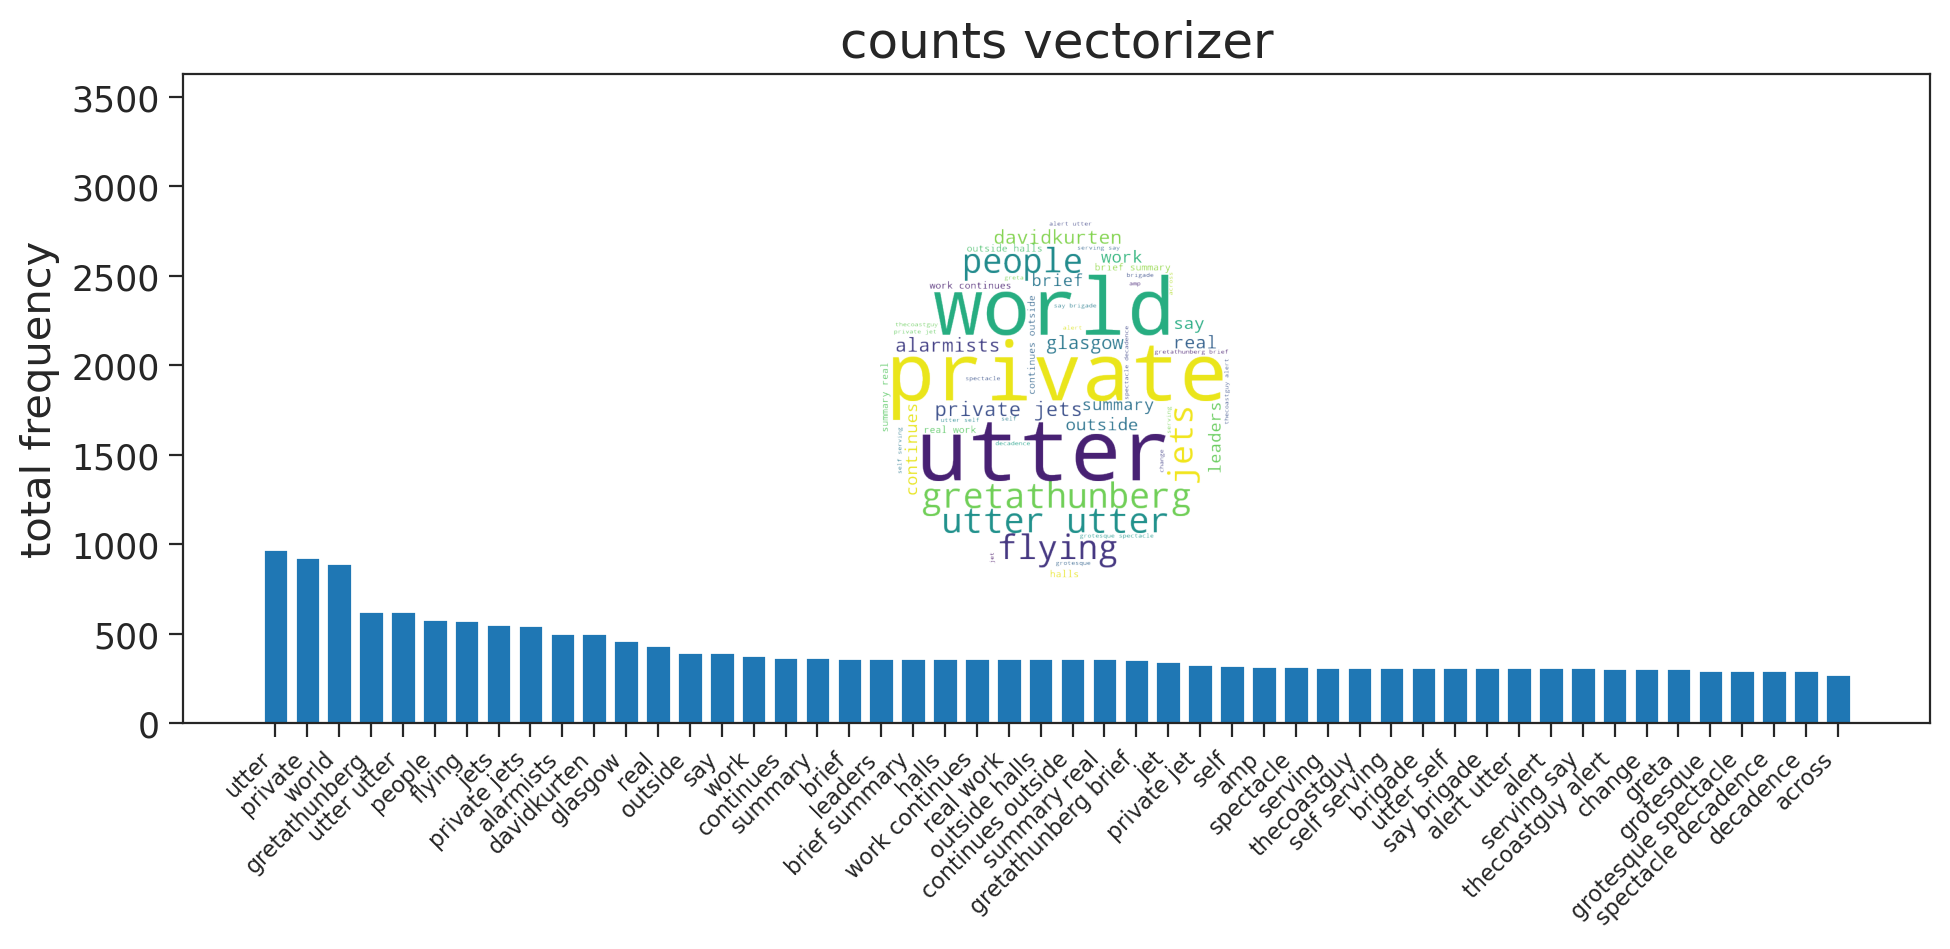 counts vectorizer
total frequency
3500
3000
2500
2000
1500
1000
500
0
alert utter
davidkurten
outside halls
serving say
people
work
greta
brief summary
work continues
brief
brigade
amp
across
world
say brigade
continues outside
thecoastguy
private jet
alert
say
alarmists
glasgow
real
spectacle decadence
gretathunberg brief
private
summary real
spectacle
thecoastguy alert
private jets
summary
continues
utter self
self
outside
jets
serving
leaders
real work
self serving
decadence
utter
change
gretathunberg
utter utter
grotesque spectacle
flying
jet
grotesque
halls
utter
private
world
gretathunberg
utter utter
people
flying
jets
private jets
alarmists
davidkurten
glasgow
real
outside
say
work
continues
summary
brief
leaders
brief summary
halls
work continues
real work
outside halls
continues outside
summary real
gretathunberg brief
jet
private jet
self
amp
spectacle
serving
thecoastguy
self serving
brigade
utter self
say brigade
alert utter
alert
serving say
thecoastguy alert
change
greta
grotesque
grotesque spectacle
spectacle decadence
decadence
across